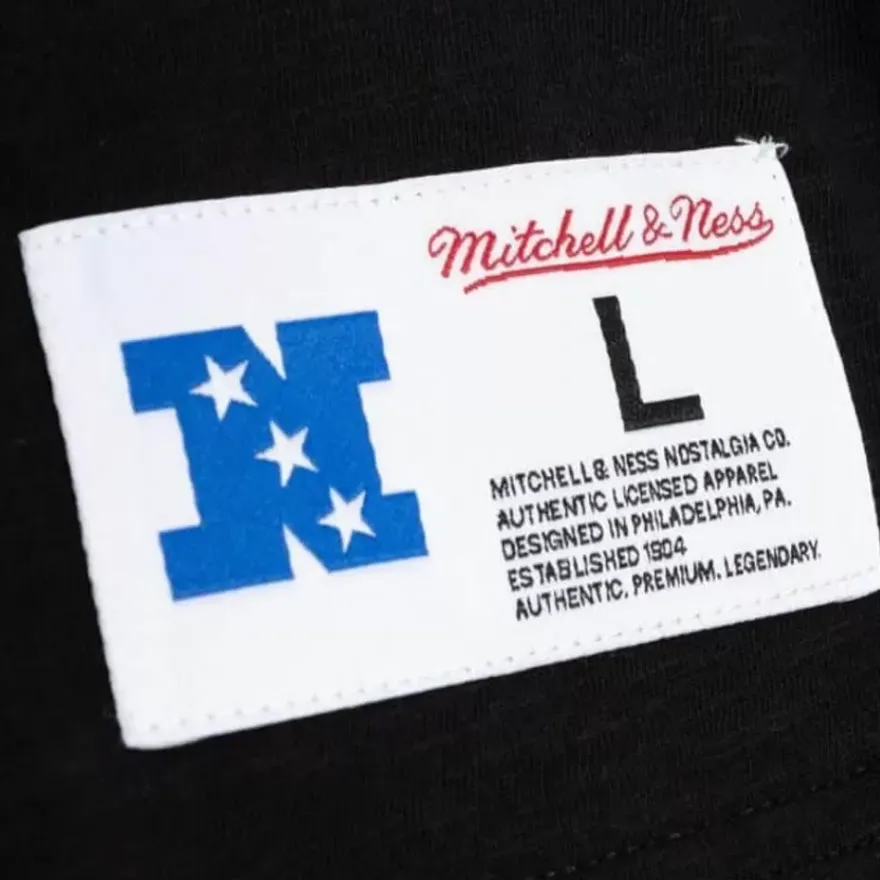 Mitchell & Ness
N
L
MITCHELL & NESS NOSTALGIA CO.
AUTHENTIC LICENSED APPAREL
DESIGNED IN PHILADELPHIA, PA.
ESTABLISHED 1904
AUTHENTIC. PREMIUM. LEGENDARY.